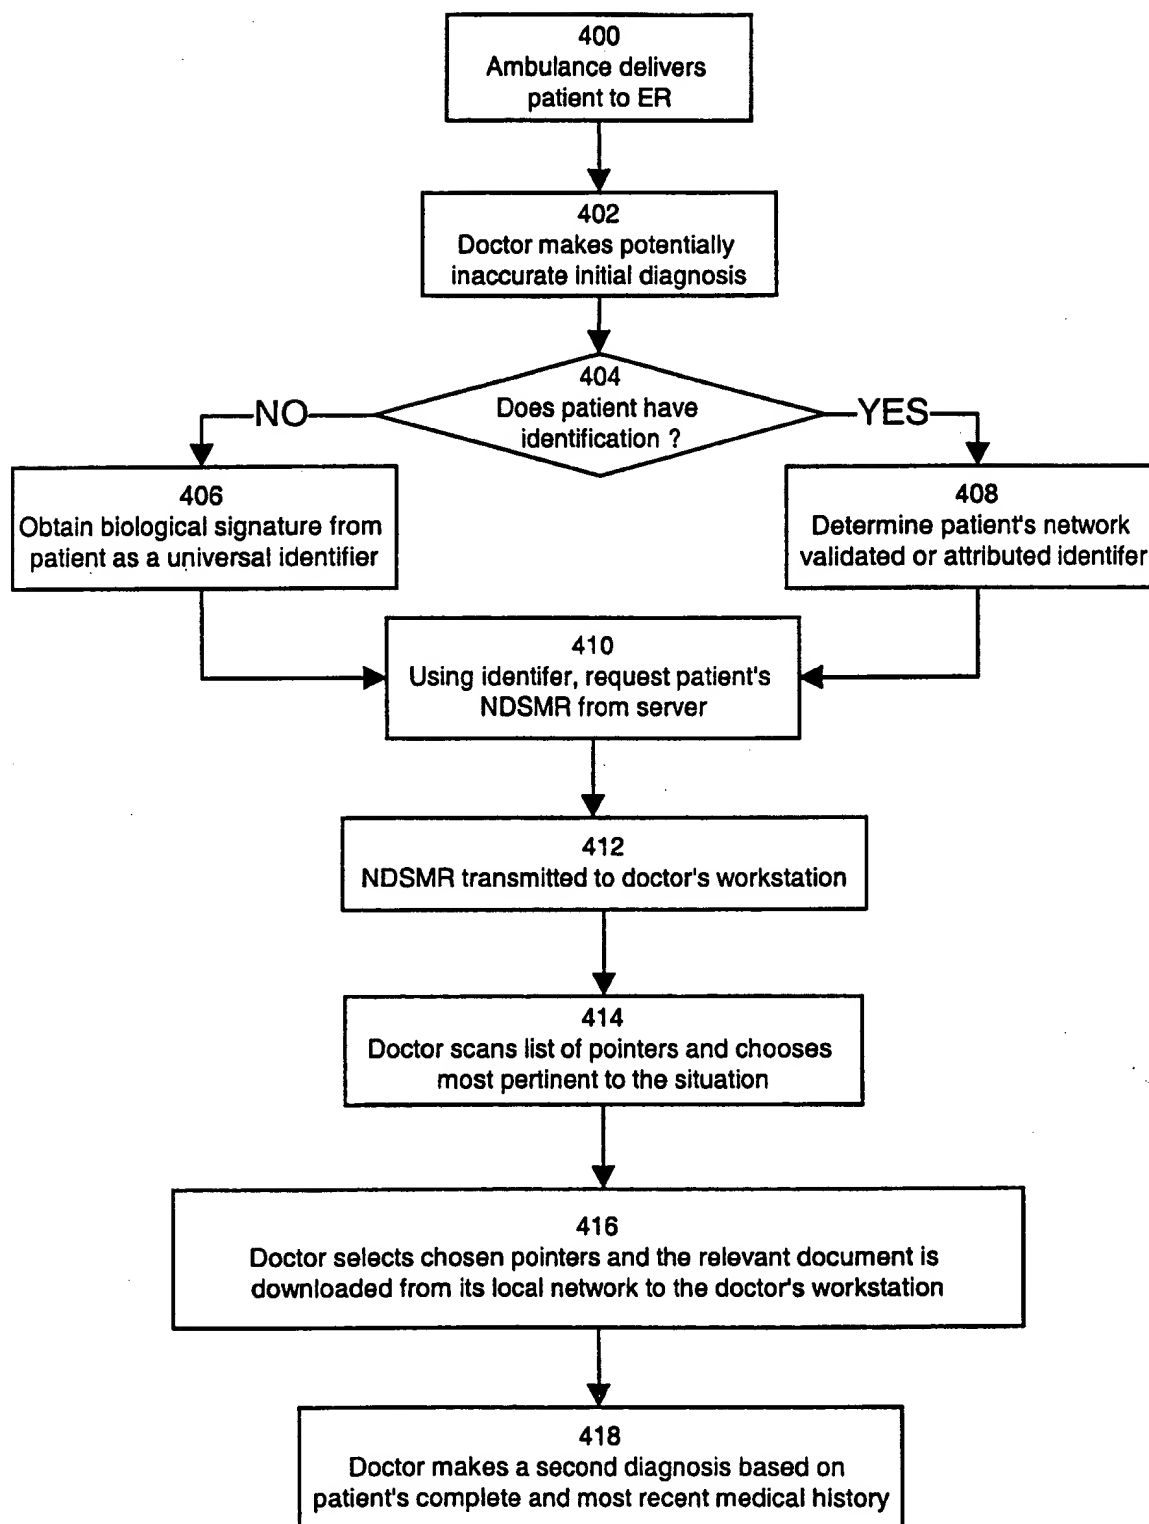 400
Ambulance delivers
patient to ER
402
Doctor makes potentially
inaccurate initial diagnosis
404
Does patient have
identification ?
NO
YES
406
Obtain biological signature from
patient as a universal identifier
408
Determine patient's network
validated or attributed identifer
410
Using identifer, request patient's
NDSMR from server
412
NDSMR transmitted to doctor's workstation
414
Doctor scans list of pointers and chooses
most pertinent to the situation
416
Doctor selects chosen pointers and the relevant document is
downloaded from its local network to the doctor's workstation
418
Doctor makes a second diagnosis based on
patient's complete and most recent medical history